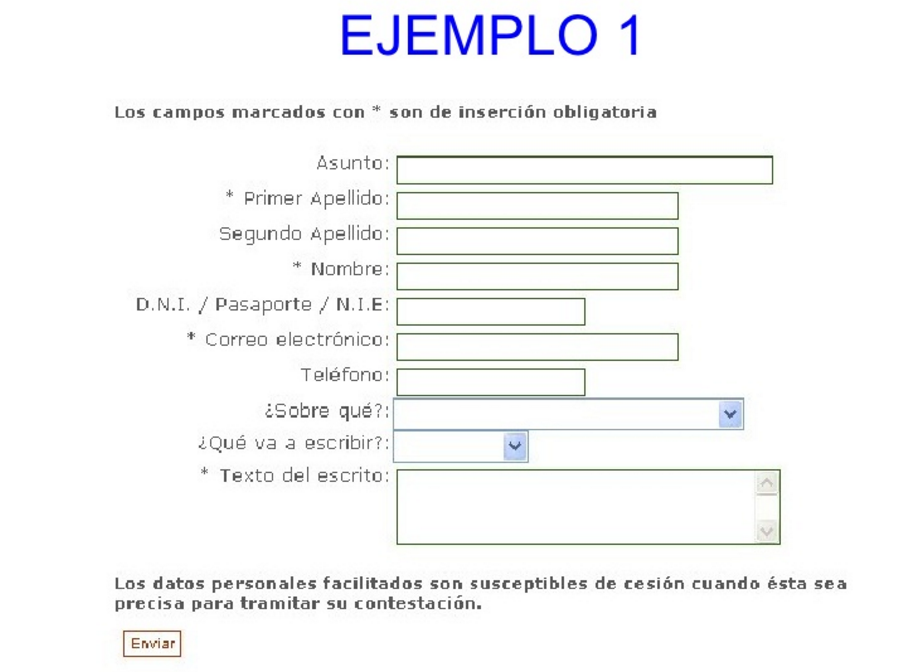 EJEMPLO 1
Los campos marcados con * son de inserción obligatoria
Asunto:
* Primer Apellido:
Segundo Apellido:
* Nombre:
D.N.I. / Pasaporte / N.I.E:
* Correo electrónico:
Teléfono:
¿Sobre qué?:
¿Qué va a escribir?:
* Texto del escrito:
Los datos personales facilitados son susceptibles de cesión cuando ésta sea
precisa para tramitar su contestación.
Enviar